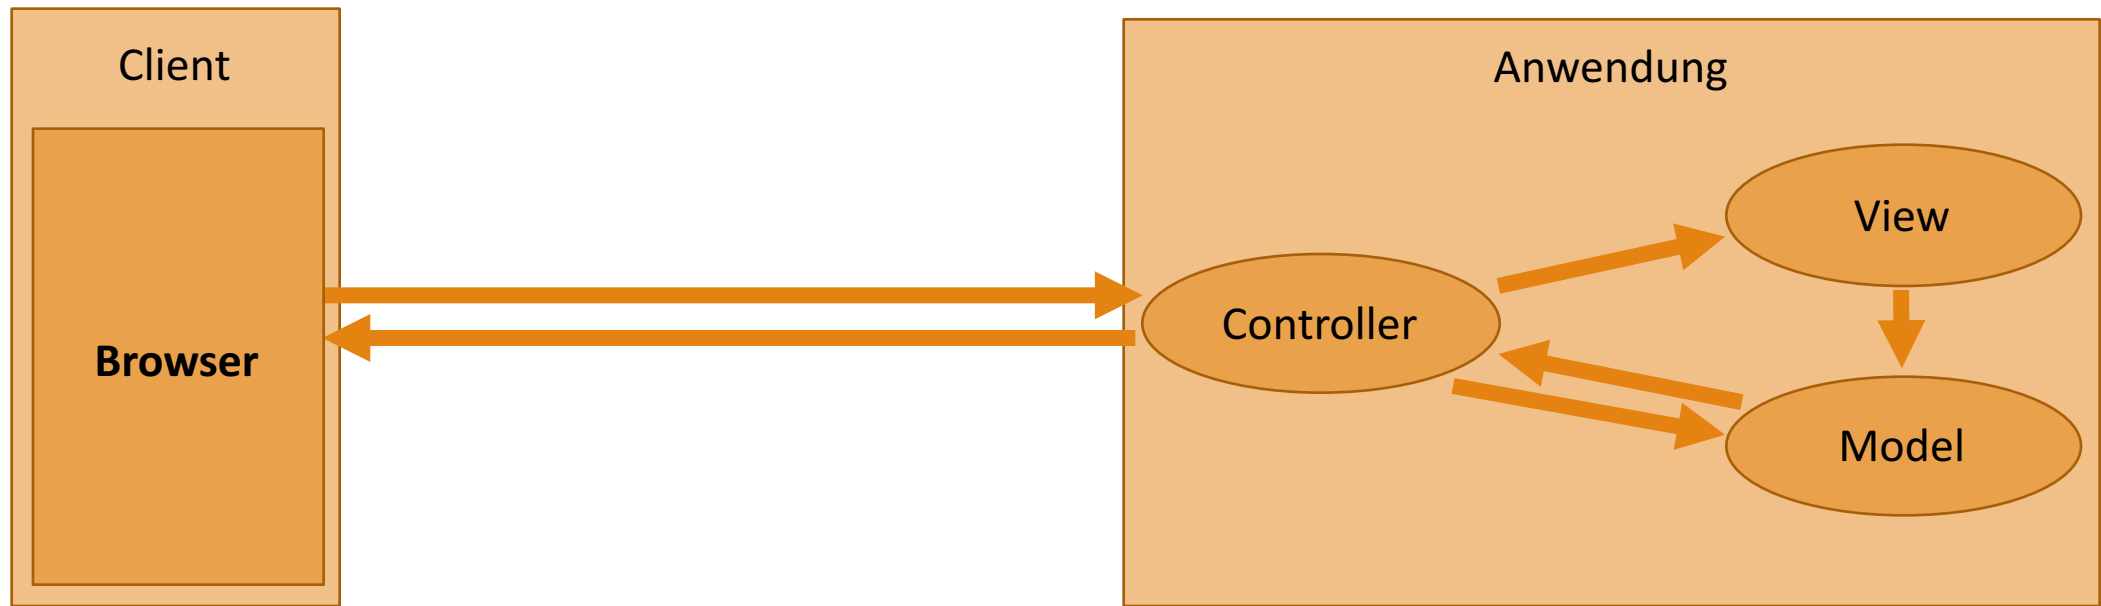 Client
Browser
Anwendung
View
Controller
Model